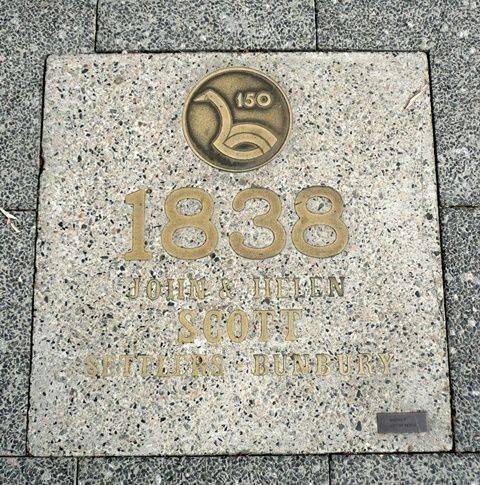 150
1838
JOHN & HELEN
SCOTT
SETTLERS - BUNBURY